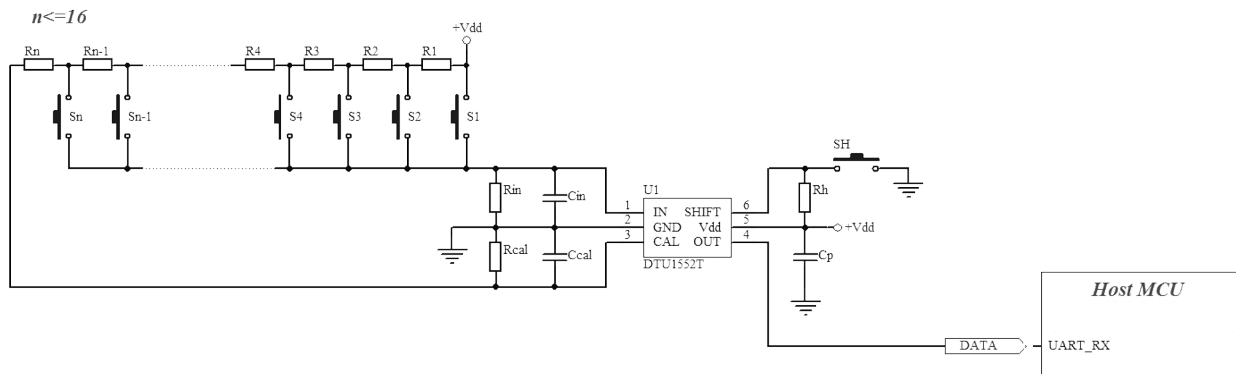 n<=16
+Vdd
Rn
Rn-1
R4
R3
R2
R1
Sn
Sn-1
S4
S3
S2
S1
SH
Rin
Cin
U1
Rh
1
IN
SHIFT
6
2
GND
Vdd
5
+Vdd
3
CAL
OUT
4
Rcal
Ccal
DTU1552T
Cp
Host MCU
DATA
UART_RX